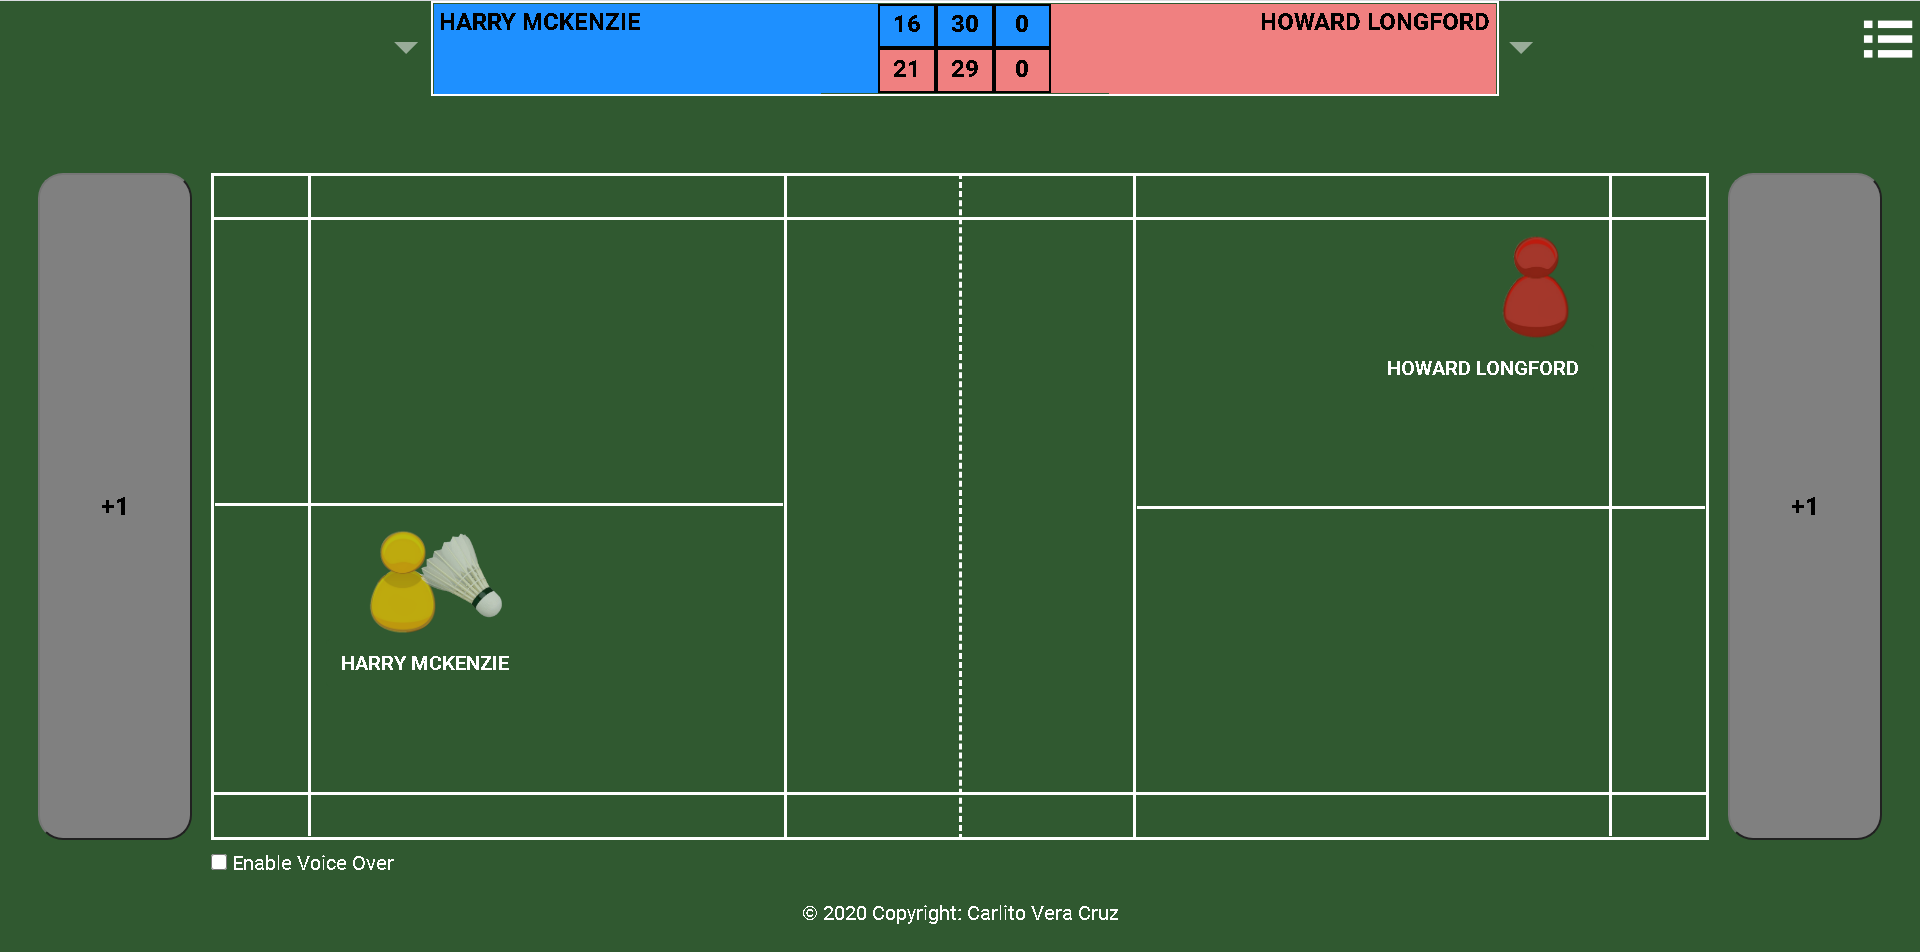 HARRY MCKENZIE 16 30 0 HOWARD LONGFORD
21 29 0
HOWARD LONGFORD
+1 +1
HARRY MCKENZIE
Enable Voice Over
© 2020 Copyright: Carlito Vera Cruz